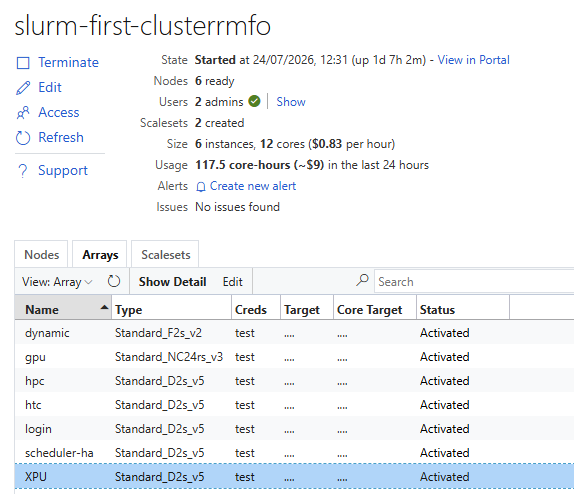 slurm-first-clusterrmfo
Terminate
Edit
Access
Refresh
Support
State Started at 24/07/2026, 12:31 (up 1d 7h 2m) - View in Portal
Nodes 6 ready
Users 2 admins Show
Scalesets 2 created
Size 6 instances, 12 cores ($0.83 per hour)
Usage 117.5 core-hours (~$9) in the last 24 hours
Alerts Create new alert
Issues No issues found
Nodes Arrays Scalesets
View: Array Show Detail Edit Search
Name Type Creds Target Core Target Status
dynamic Standard_F2s_v2 test .... .... Activated
gpu Standard_NC24rs_v3 test .... .... Activated
hpc Standard_D2s_v5 test .... .... Activated
htc Standard_D2s_v5 test .... .... Activated
login Standard_D2s_v5 test .... .... Activated
scheduler-ha Standard_D2s_v5 test .... .... Activated
XPU Standard_D2s_v5 test .... .... Activated